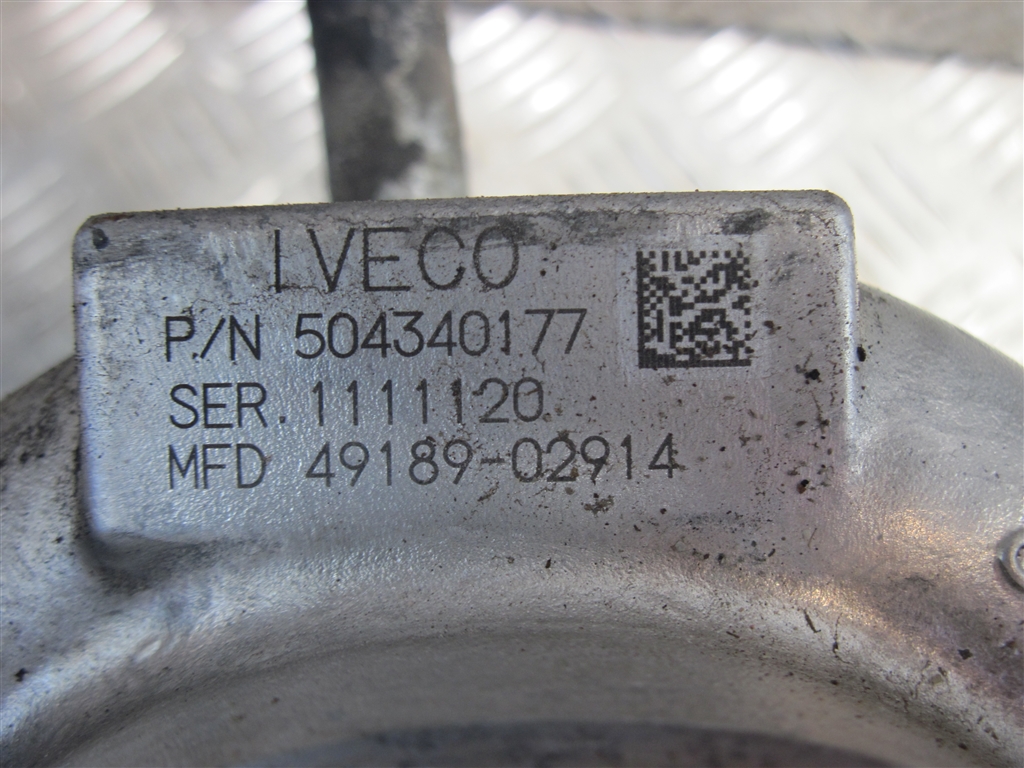 IVECO
P/N 504340177
SER. 1111120
MFD 49189-02914